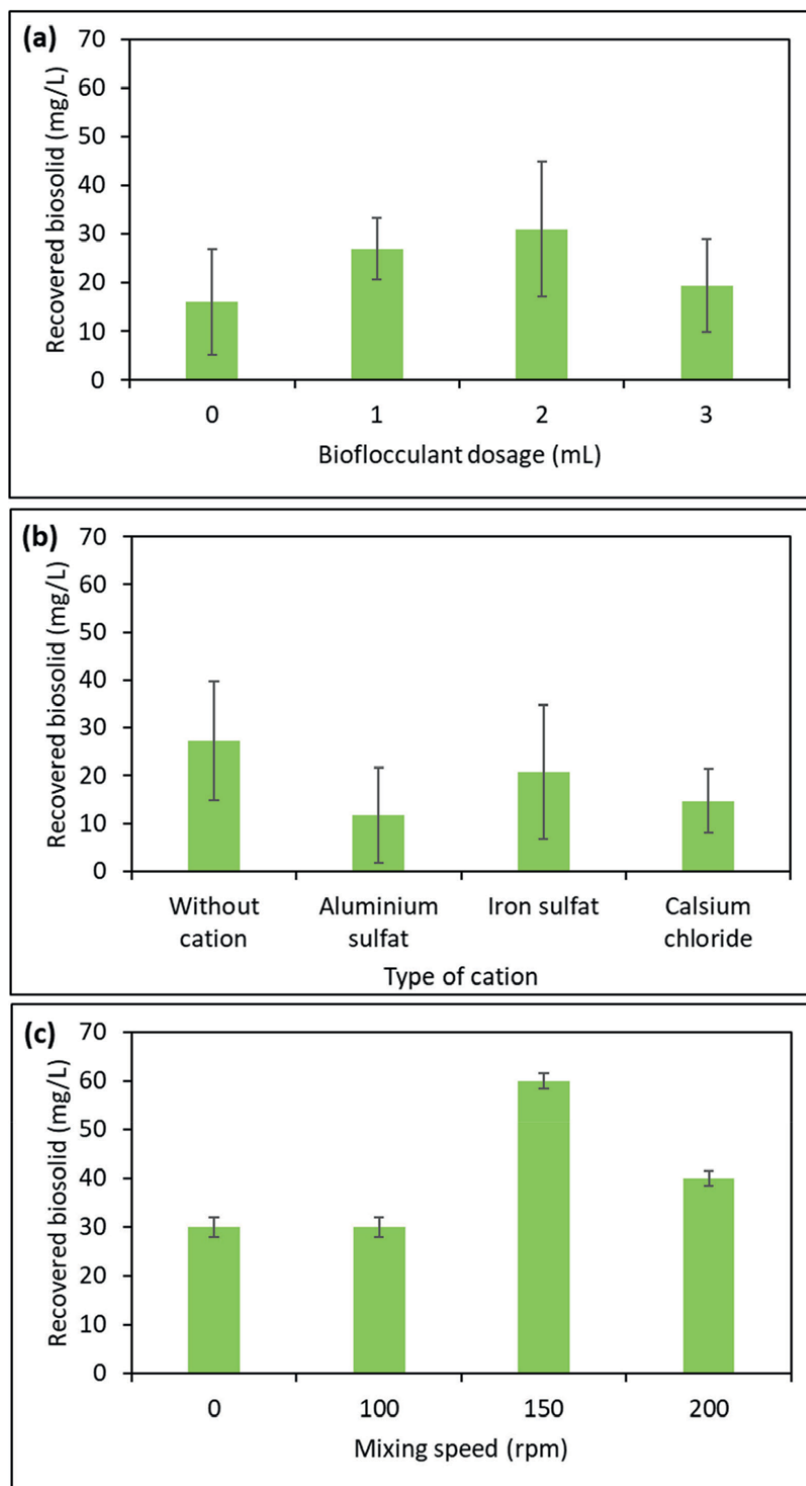 (a)
Recovered biosolid (mg/L)
70
60
50
40
30
20
10
0
0 1 2 3
Bioflocculant dosage (mL)
(b)
Recovered biosolid (mg/L)
70
60
50
40
30
20
10
0
Without Aluminium Iron sulfat Calsium
cation sulfat chloride
Type of cation
(c)
Recovered biosolid (mg/L)
70
60
50
40
30
20
10
0
0 100 150 200
Mixing speed (rpm)